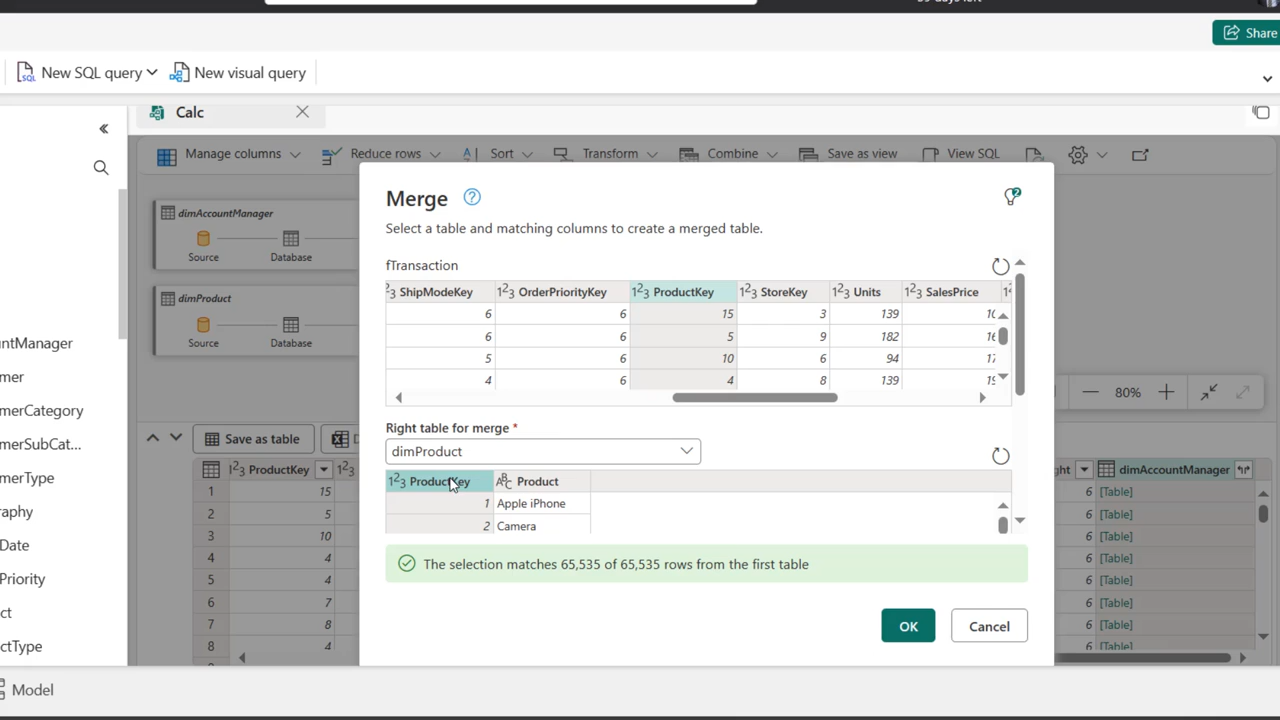 39 days left
Share
New SQL query
New visual query
Calc
Manage columns
Reduce rows
Sort
Transform
Combine
Save as view
View SQL
Merge
Select a table and matching columns to create a merged table.
dimAccountManager
Source
Database
dimProduct
Source
Database
fTransaction
ShipModeKey OrderPriorityKey ProductKey StoreKey Units SalesPrice
6 6 15 3 139
6 6 5 9 182
5 6 10 6 94
4 6 4 8 139
80%
Right table for merge *
dimProduct
ProductKey Product
1 Apple iPhone
2 Camera
The selection matches 65,535 of 65,535 rows from the first table
OK
Cancel
ntManager
mer
merCategory
merSubCat...
merType
raphy
Date
Priority
ct
ctType
Save as table
ProductKey
1 15
2 5
3 10
4 4
5 4
6 7
7 8
8 4
ght dimAccountManager
6 [Table]
6 [Table]
6 [Table]
6 [Table]
6 [Table]
6 [Table]
6 [Table]
6 [Table]
Model